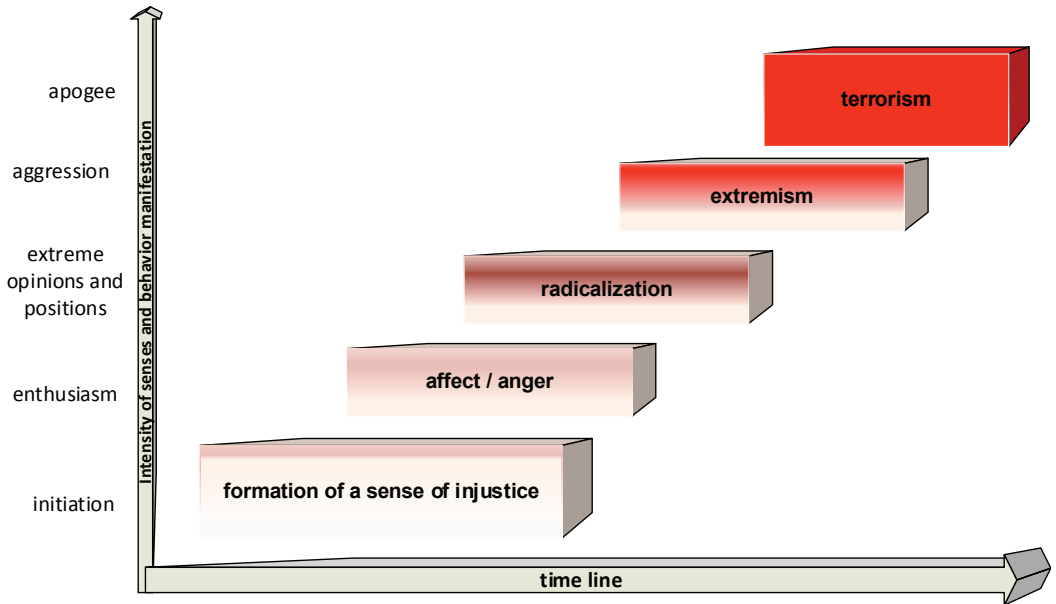 apogee
terrorism
aggression
extremism
extreme
opinions and
positions
radicalization
enthusiasm
affect / anger
initiation
formation of a sense of injustice
Intensity of senses and behavior manifestation
time line